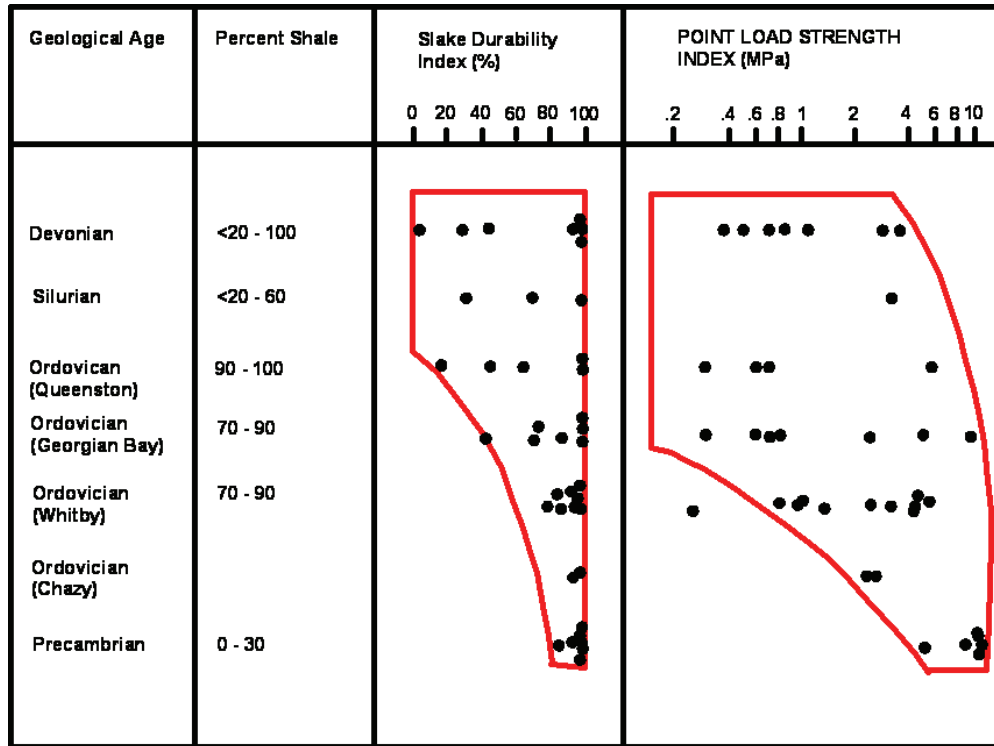 Geological Age
Percent Shale
Slake Durability
Index (%)
POINT LOAD STRENGTH
INDEX (MPa)
0 20 40 60 80 100
.2 .4 .6 .8 1 2 4 6 8 10
Devonian
<20 - 100
Silurian
<20 - 60
Ordovican
(Queenston)
90 - 100
Ordovician
(Georgian Bay)
70 - 90
Ordovician
(Whitby)
70 - 90
Ordovician
(Chazy)
Precambrian
0 - 30